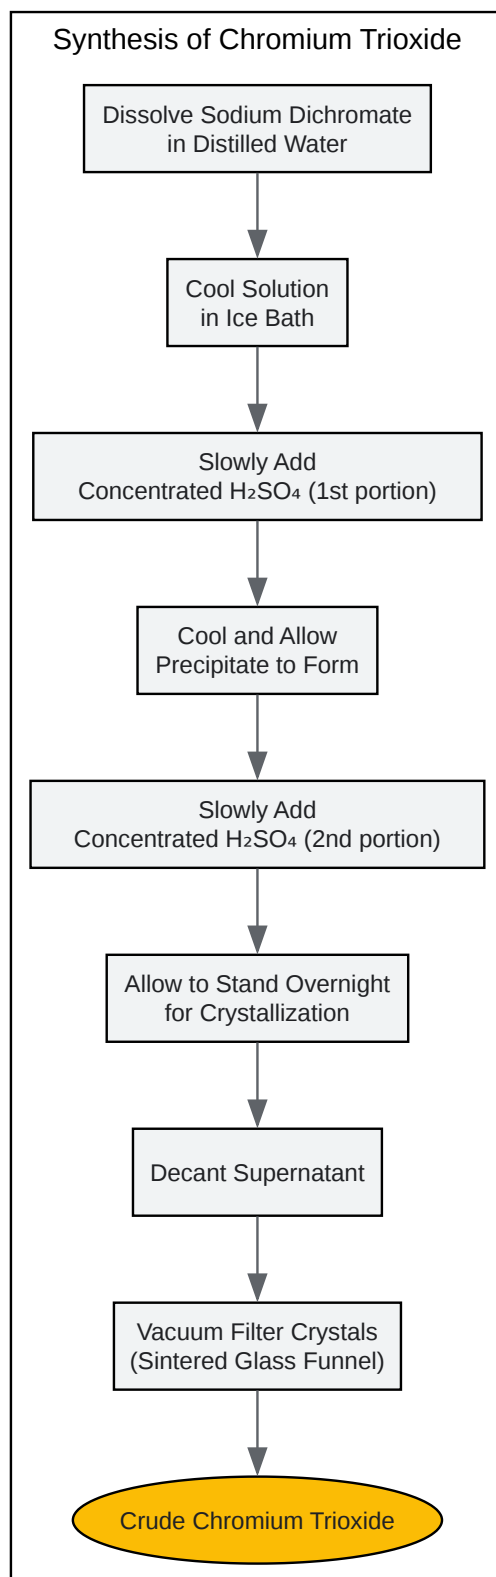 Synthesis of Chromium Trioxide
Dissolve Sodium Dichromate
in Distilled Water
Cool Solution
in Ice Bath
Slowly Add
Concentrated H₂SO₄ (1st portion)
Cool and Allow
Precipitate to Form
Slowly Add
Concentrated H₂SO₄ (2nd portion)
Allow to Stand Overnight
for Crystallization
Decant Supernatant
Vacuum Filter Crystals
(Sintered Glass Funnel)
Crude Chromium Trioxide